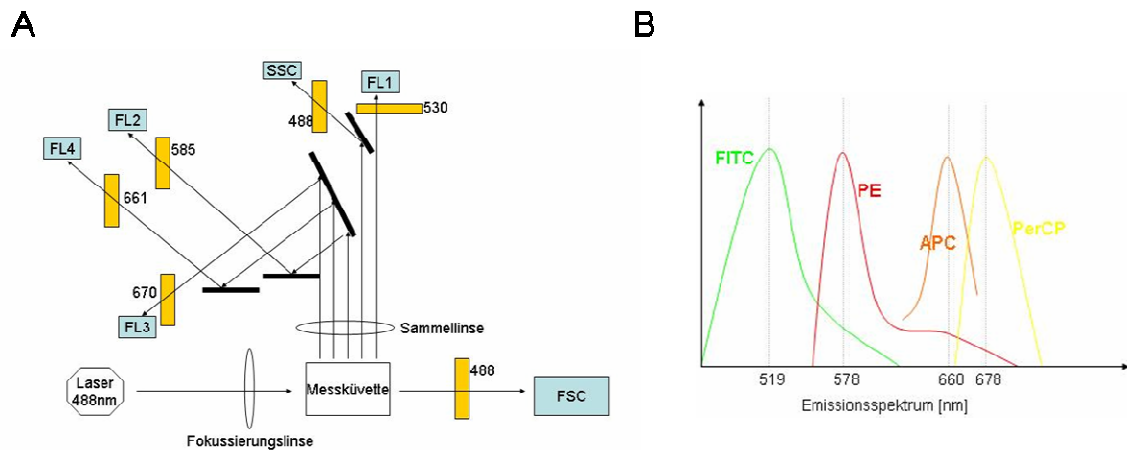 A
SSC
FL1
488
530
FL2
585
FL4
661
670
FL3
Sammellinse
Laser
488nm
Messküvette
488
FSC
Fokussierungslinse
B
FITC
PE
APC
PerCP
519
578
660
678
Emissionsspektrum [nm]